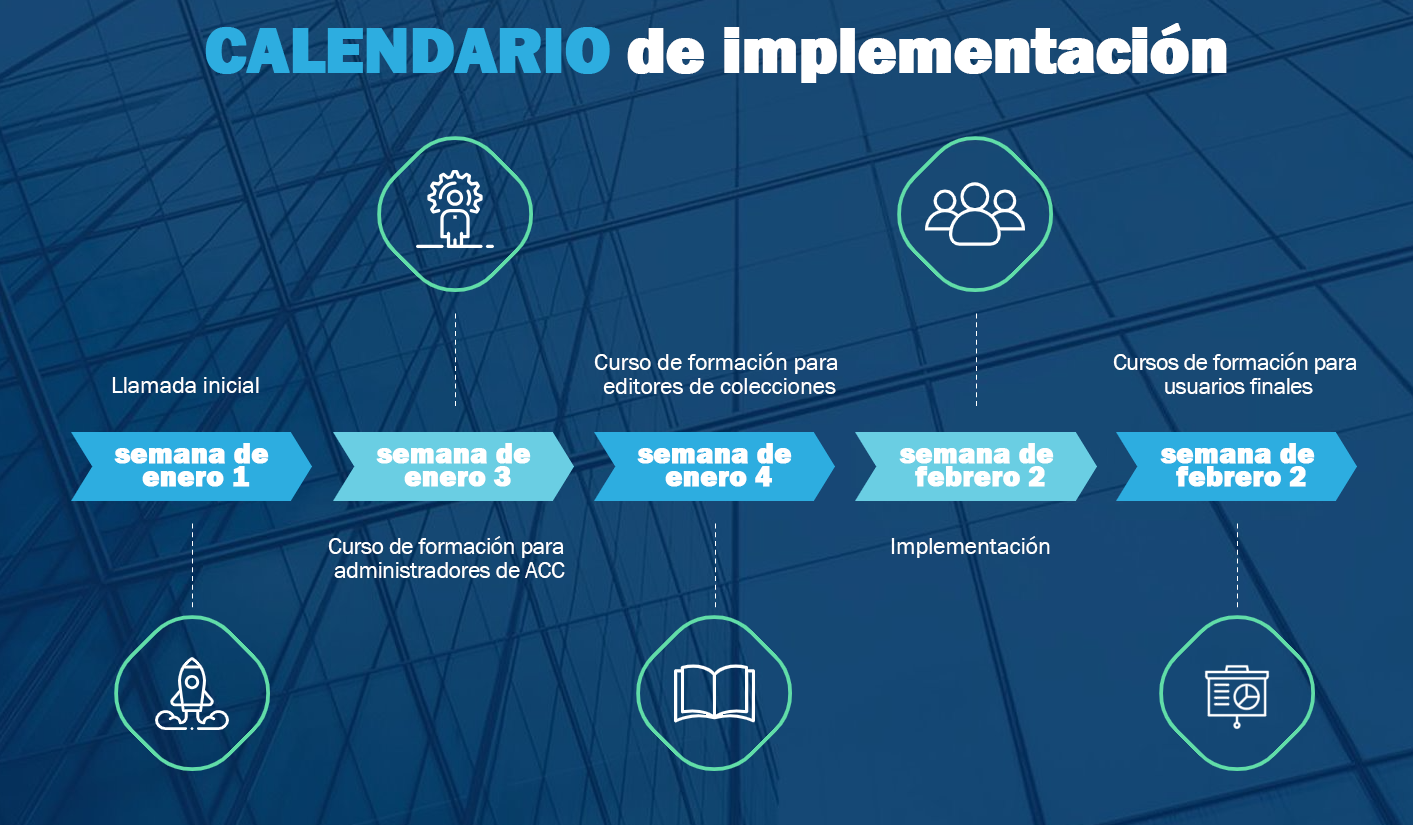 CALENDARIO de implementación
Llamada inicial
semana de
enero 1
semana de
enero 3
Curso de formación para
administradores de ACC
Curso de formación para
editores de colecciones
semana de
enero 4
semana de
febrero 2
Implementación
Cursos de formación para
usuarios finales
semana de
febrero 2